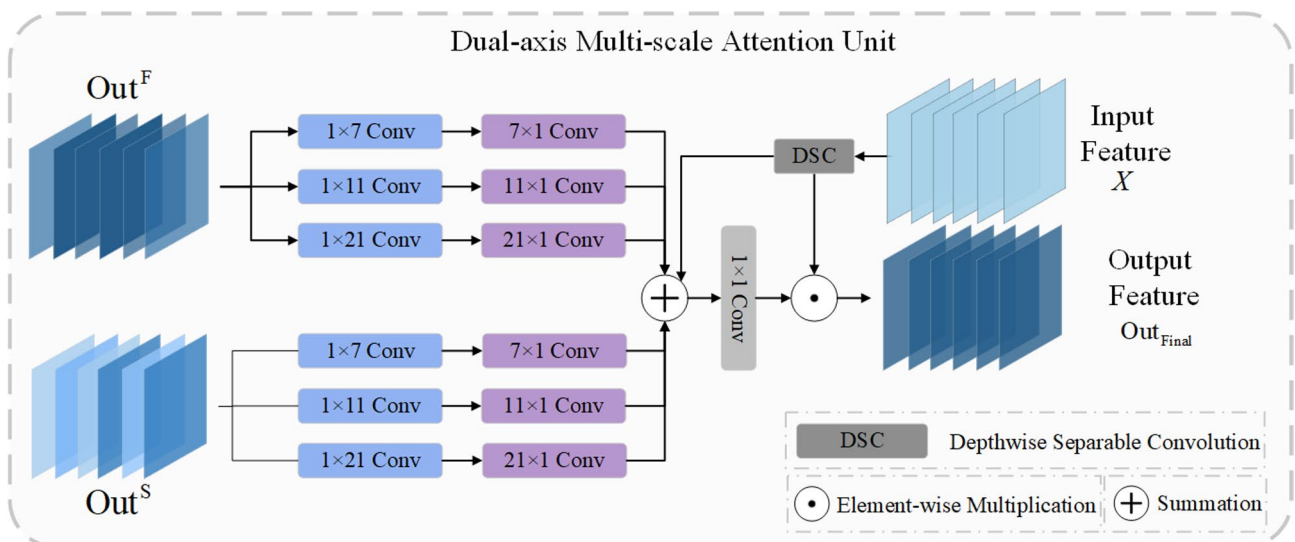 Dual-axis Multi-scale Attention Unit
Out^F
1×7 Conv
7×1 Conv
1×11 Conv
11×1 Conv
1×21 Conv
21×1 Conv
DSC
Input
Feature
X
1×1 Conv
Output
Feature
Out_Final
1×7 Conv
7×1 Conv
1×11 Conv
11×1 Conv
1×21 Conv
21×1 Conv
Out^S
DSC
Depthwise Separable Convolution
Element-wise Multiplication
Summation